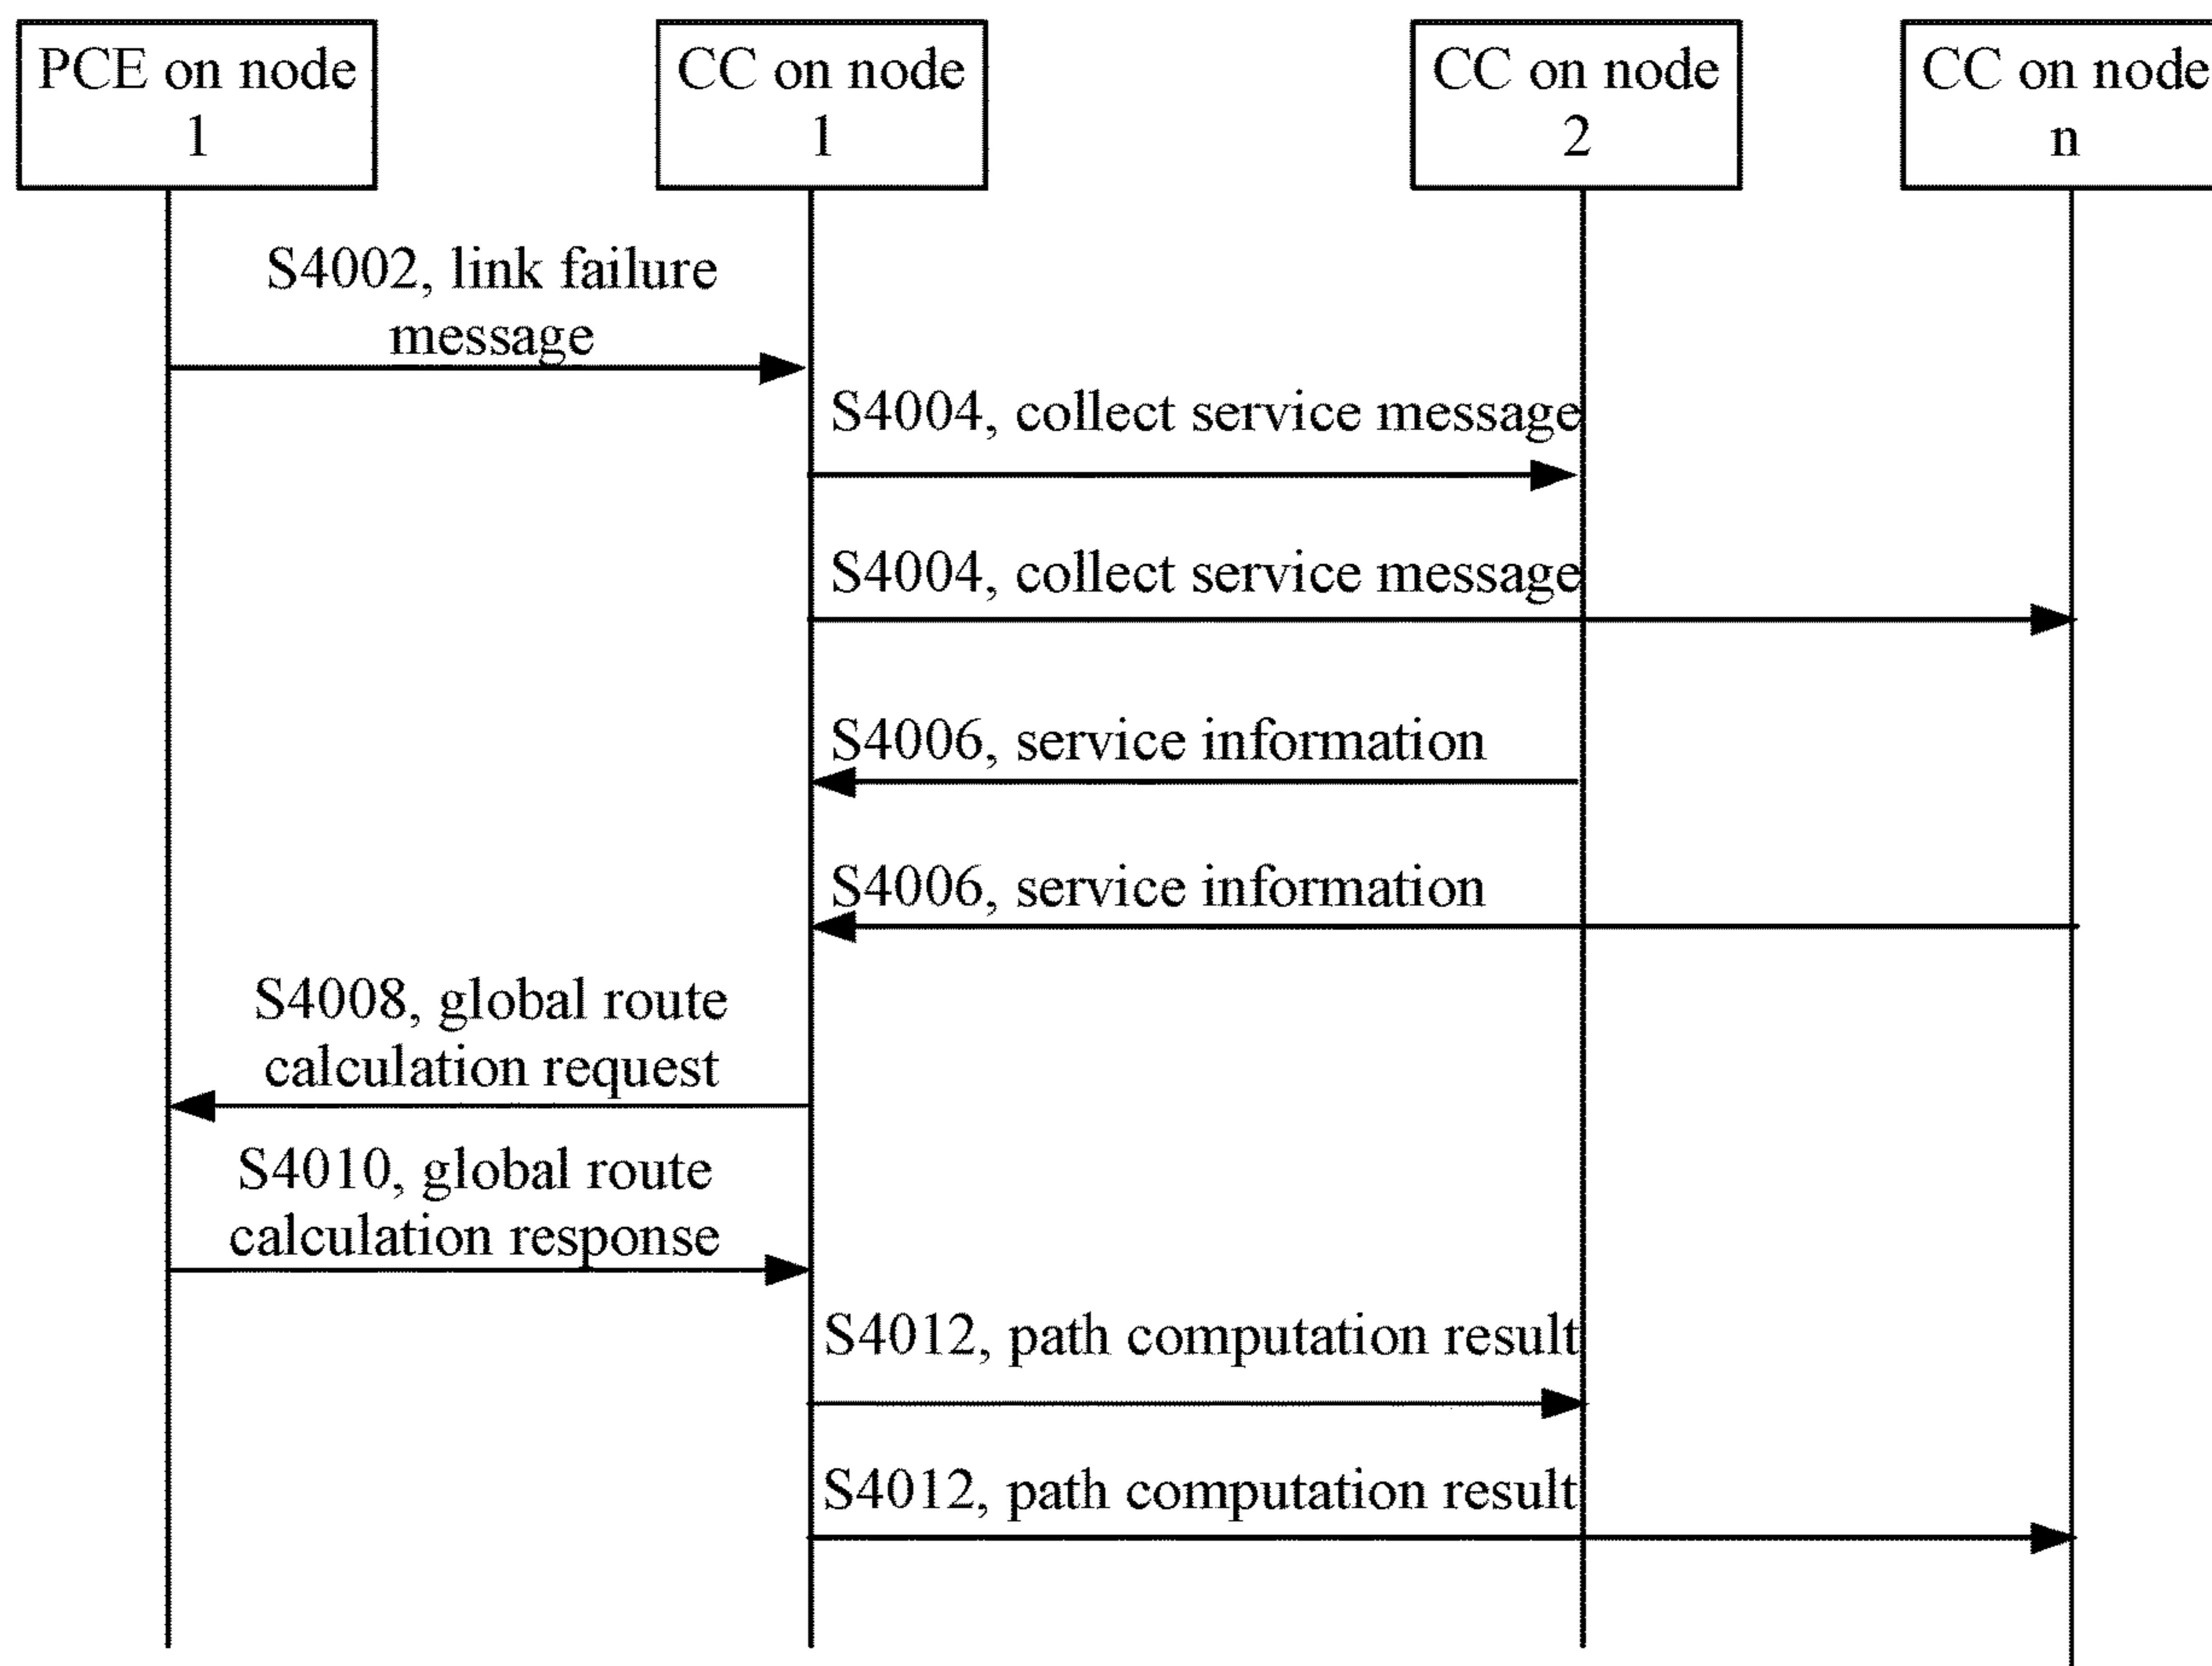 PCE on node
1
CC on node
1
CC on node
2
CC on node
n
S4002, link failure
message
S4004, collect service message
S4004, collect service message
S4006, service information
S4006, service information
S4008, global route
calculation request
S4010, global route
calculation response
S4012, path computation result
S4012, path computation result